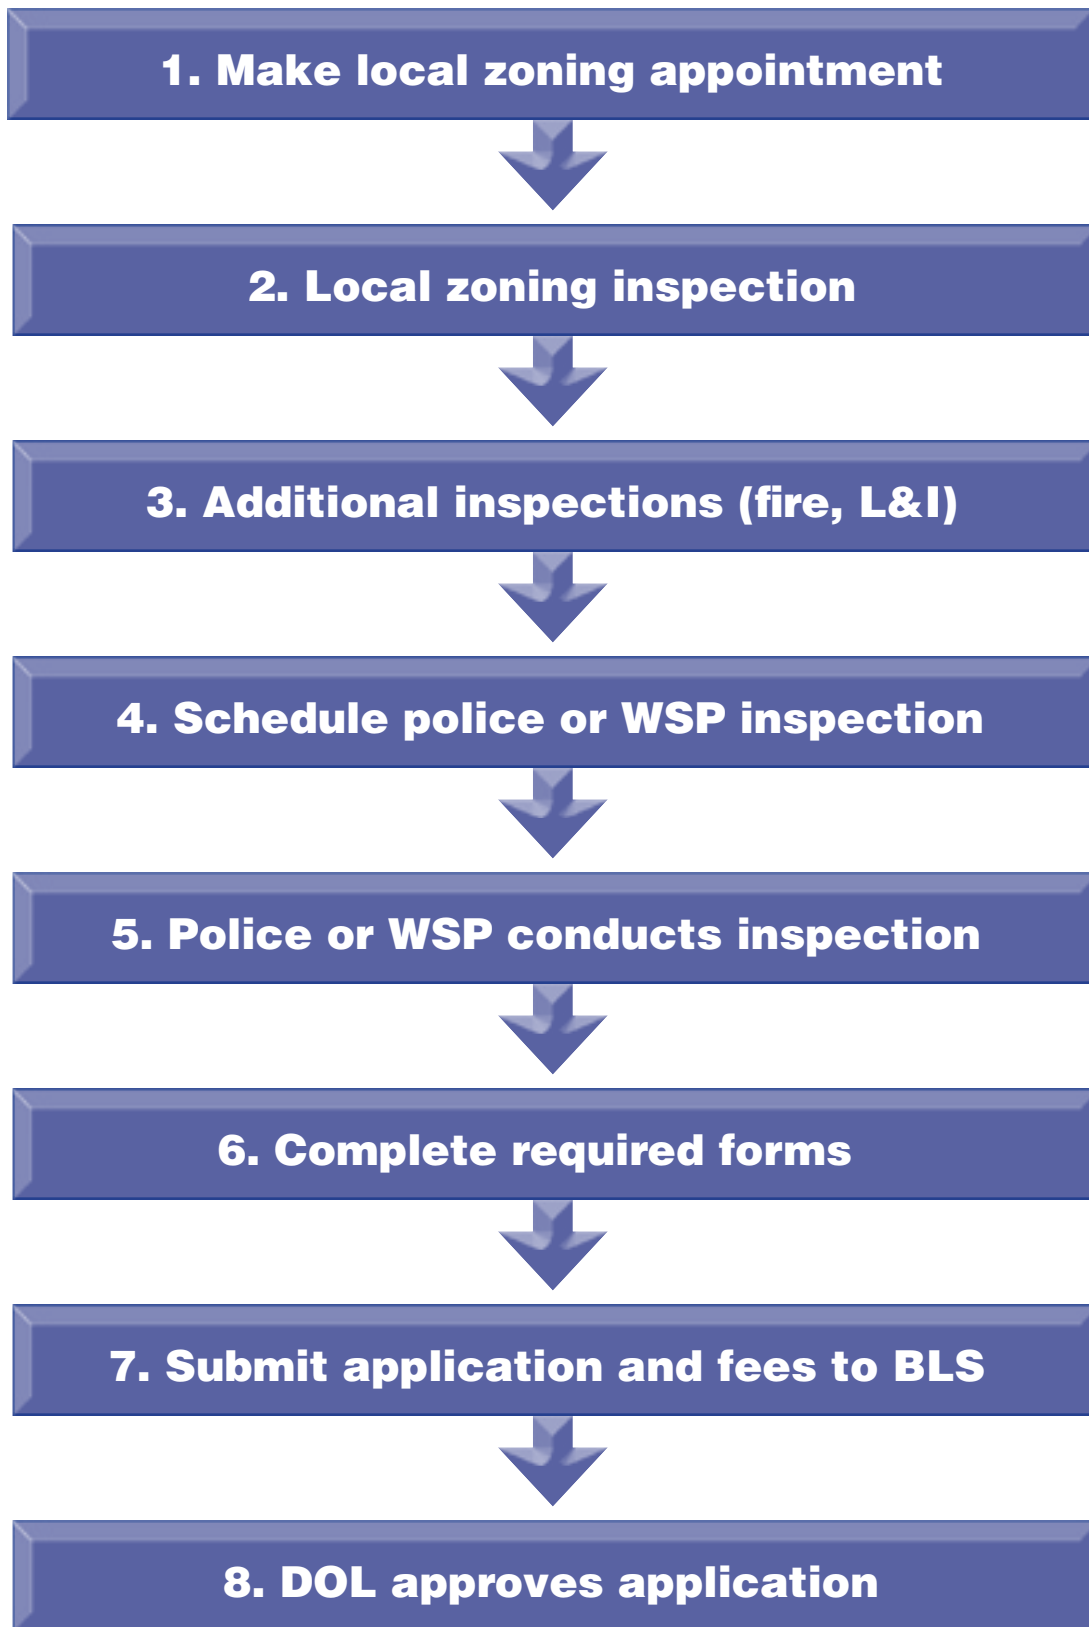 1. Make local zoning appointment
2. Local zoning inspection
3. Additional inspections (fire, L&I)
4. Schedule police or WSP inspection
5. Police or WSP conducts inspection
6. Complete required forms
7. Submit application and fees to BLS
8. DOL approves application